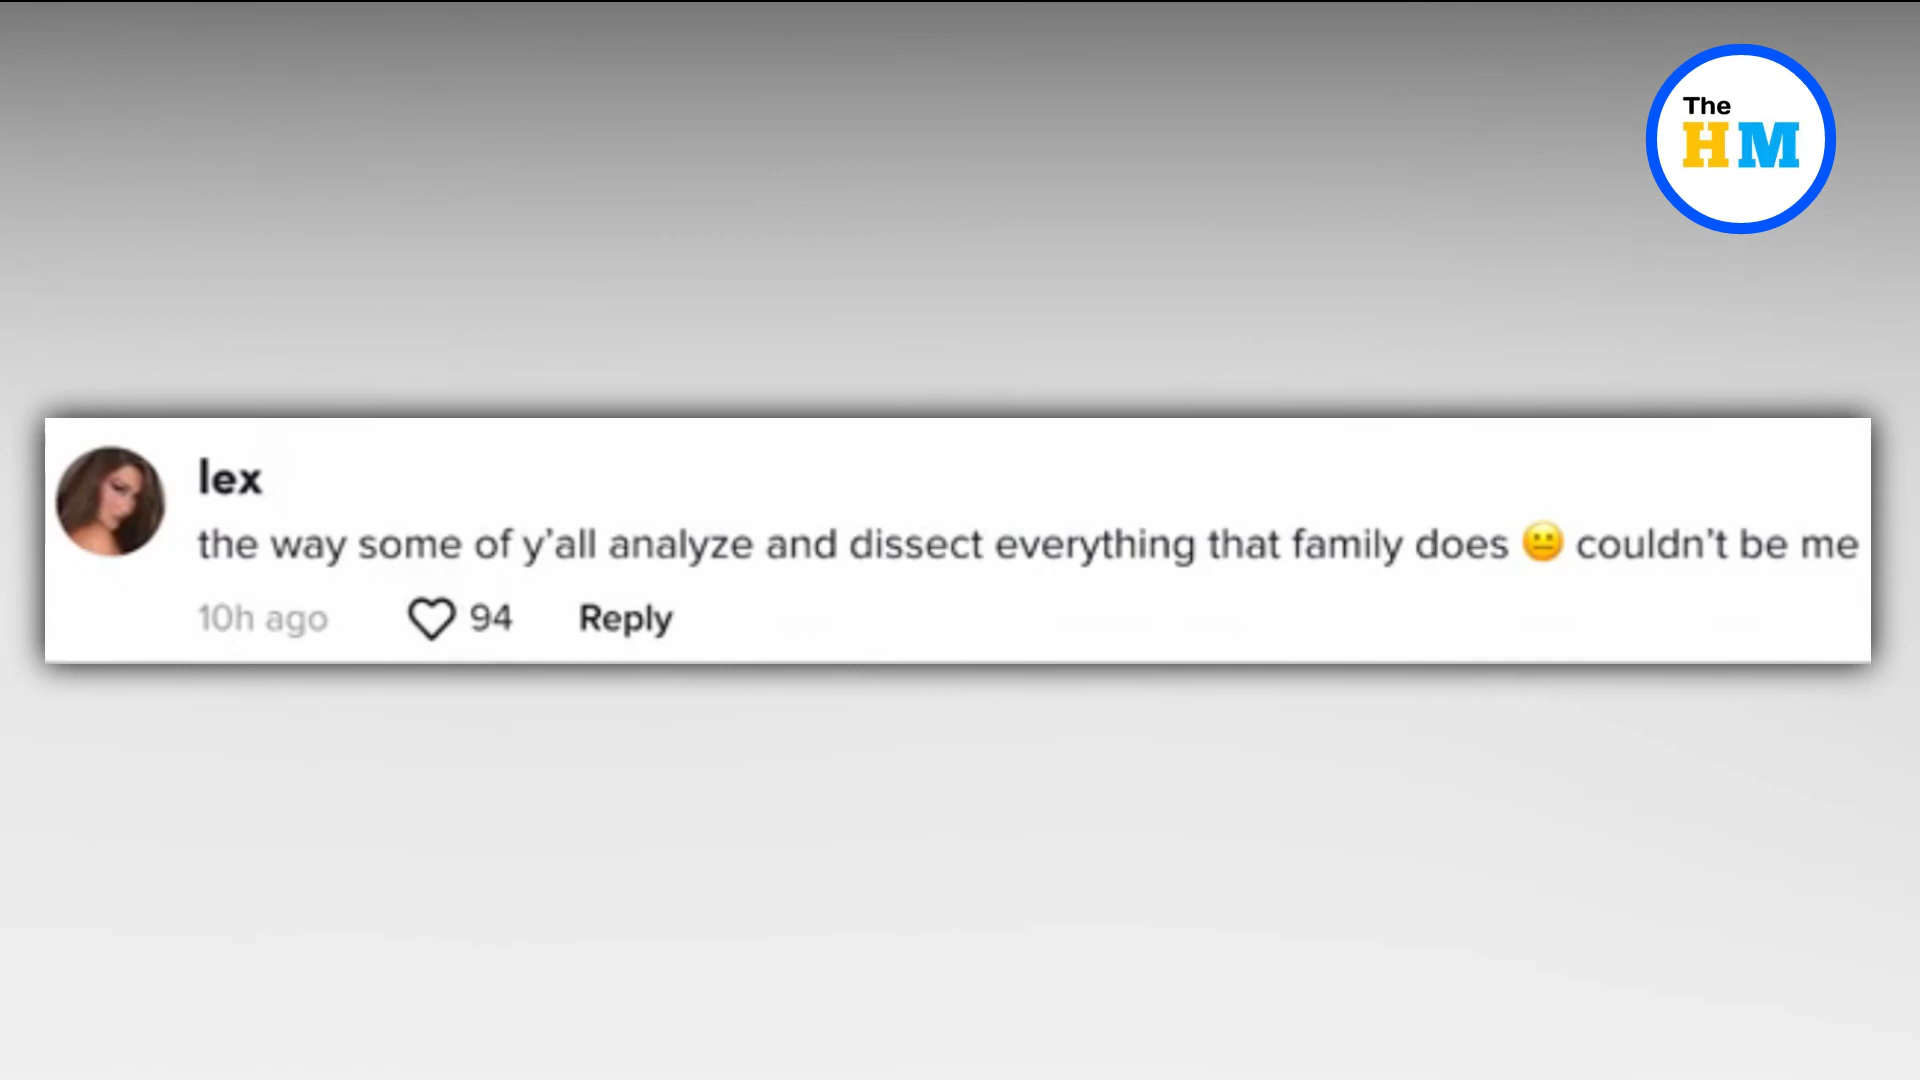 The
HM
lex
the way some of y’all analyze and dissect everything that family does 😐 couldn’t be me
10h ago 94 Reply